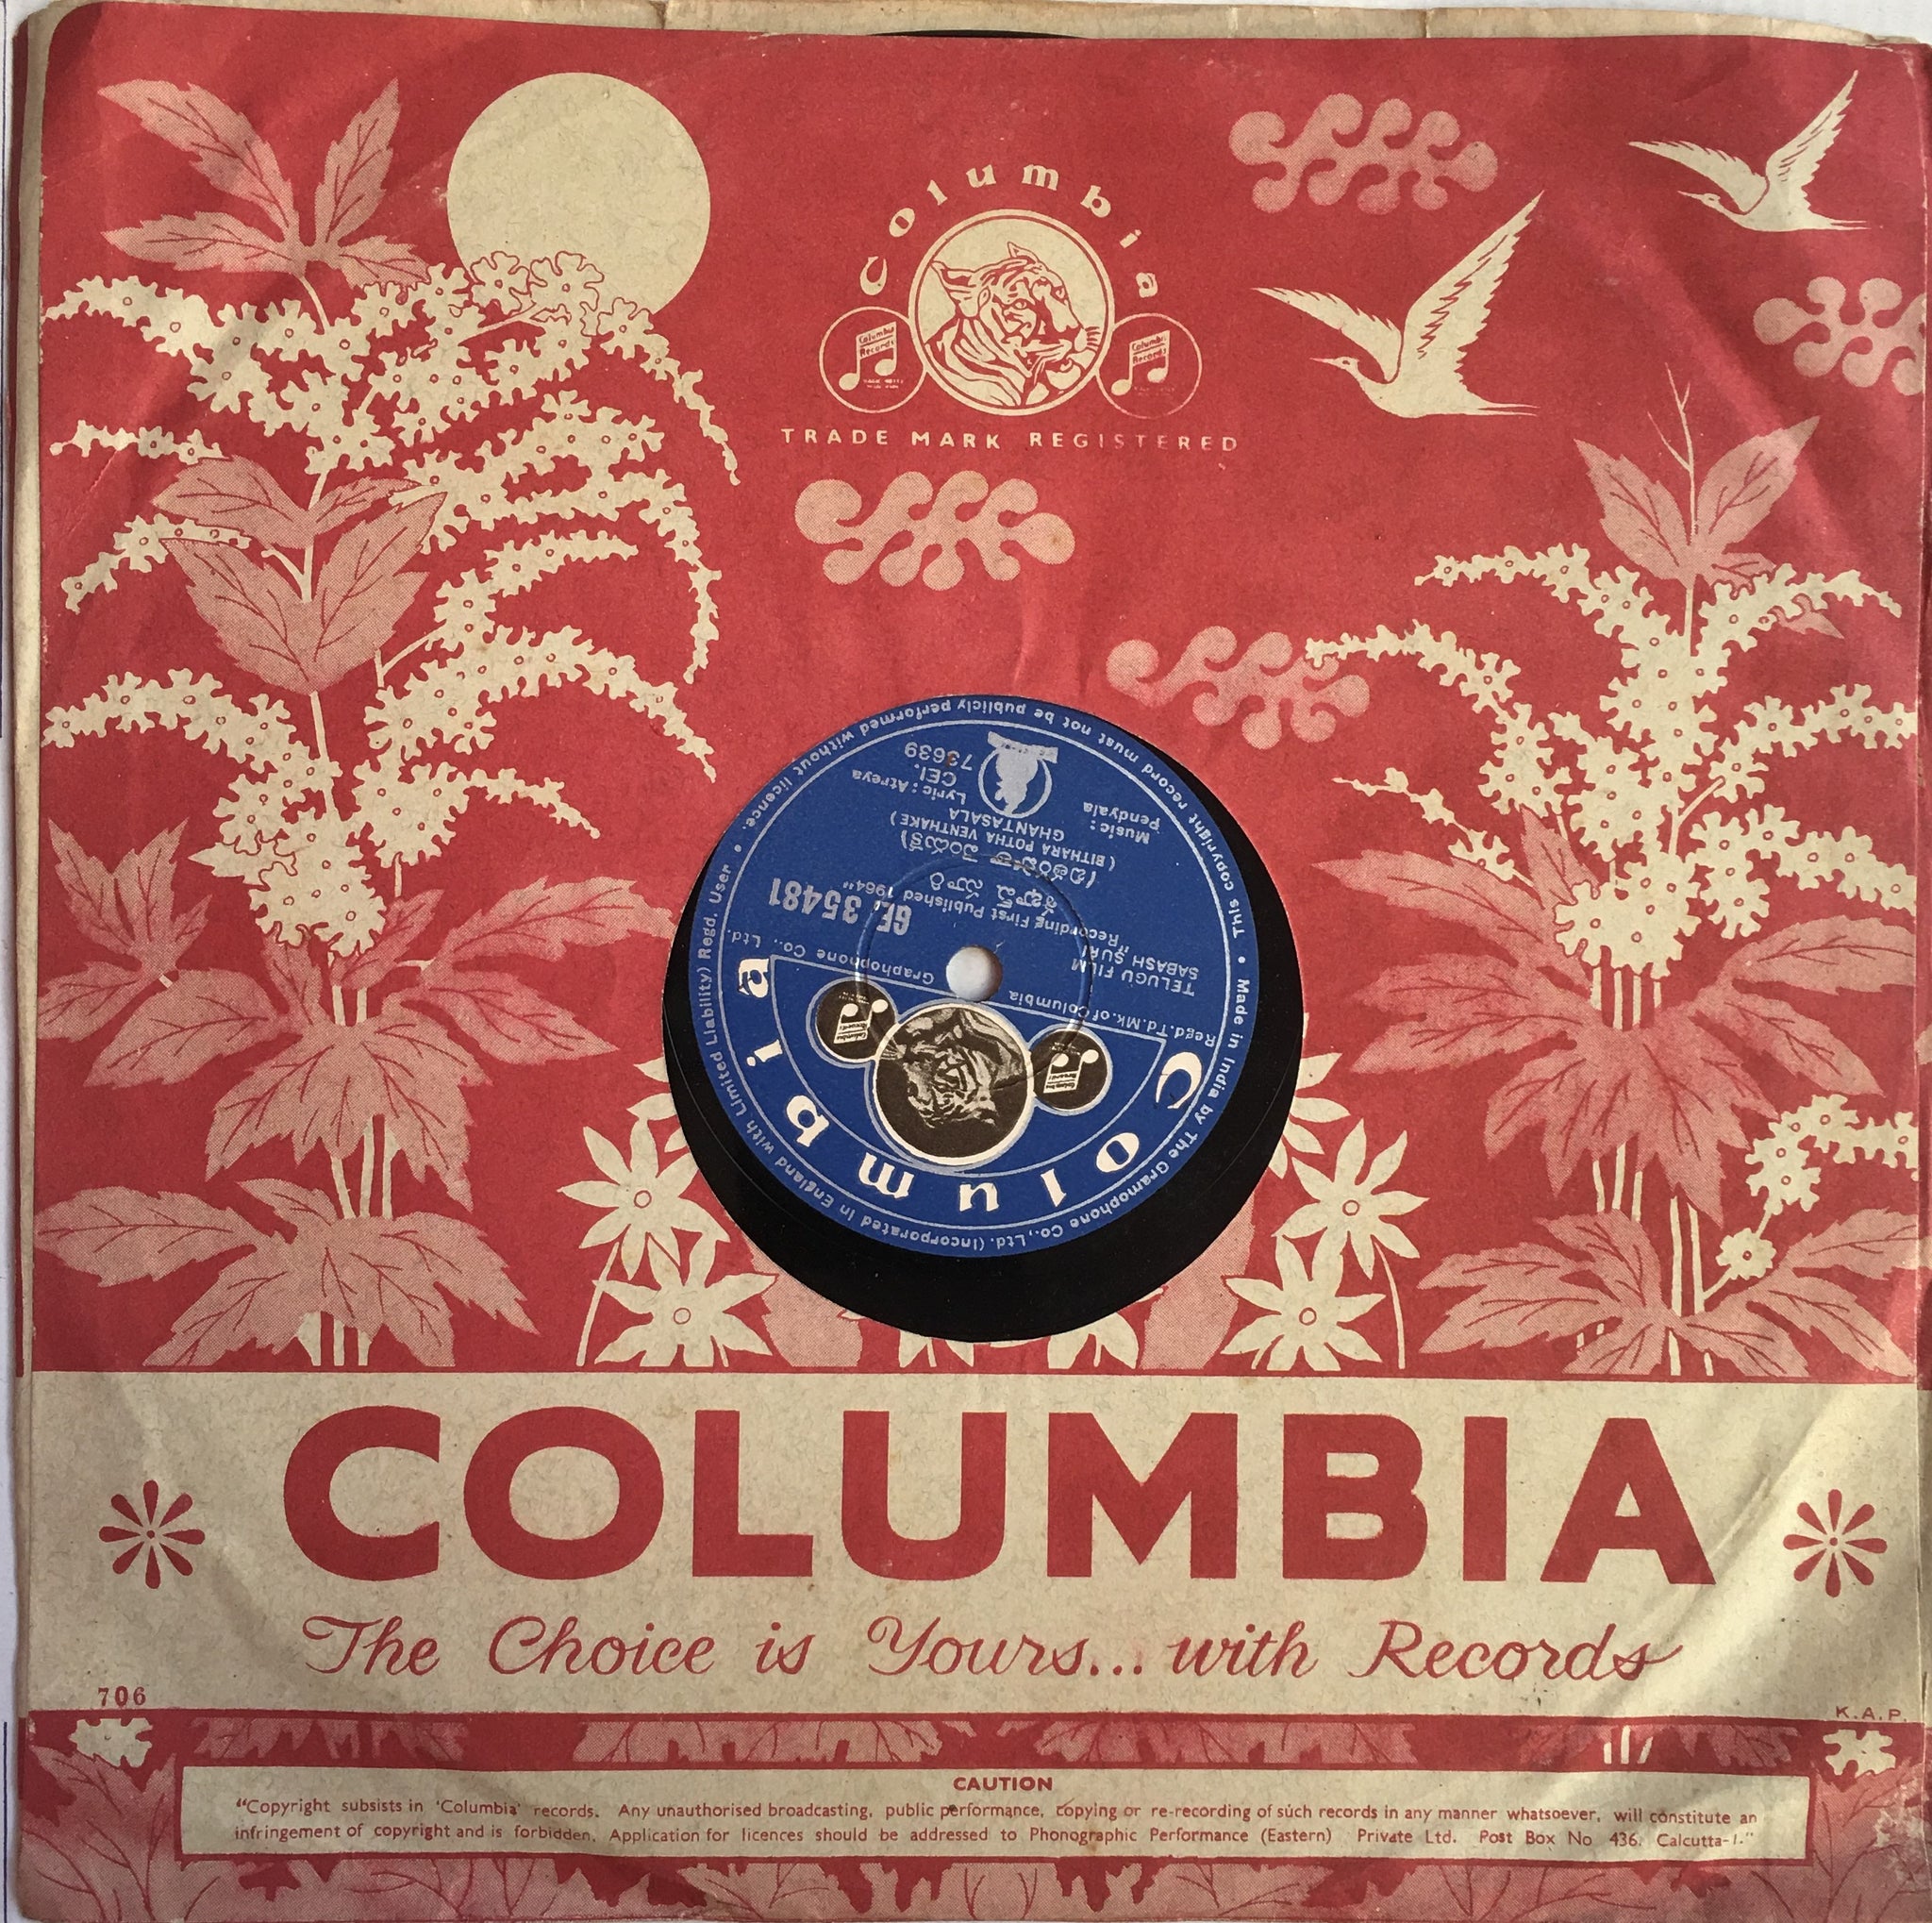 Columbia
Columbia
Records
Columbia
Records
TRADE MARK REGISTERED
Columbia
Regd. Td. Mk. of Columbia Graphophone Co., Ltd.
TELUGU FILM
SABASH SURI
GE. 35481
"Recording First Published 1964"
(BITHARA POTHA VENTHAKE)
GHANTASALA
Music :
Pendyala
Lyric : Atreya
CEI.
73639
Made in India by The Gramophone Co., Ltd. (Incorporated in England with Limited Liability) Regd. User • This copyright record must not be publicly performed without licence. •
COLUMBIA
The Choice is Yours... with Records
706
K.A.P.
CAUTION
"Copyright subsists in 'Columbia' records. Any unauthorised broadcasting, public performance, copying or re-recording of such records in any manner whatsoever, will constitute an
infringement of copyright and is forbidden. Application for licences should be addressed to Phonographic Performance (Eastern) Private Ltd. Post Box No 436. Calcutta-1."